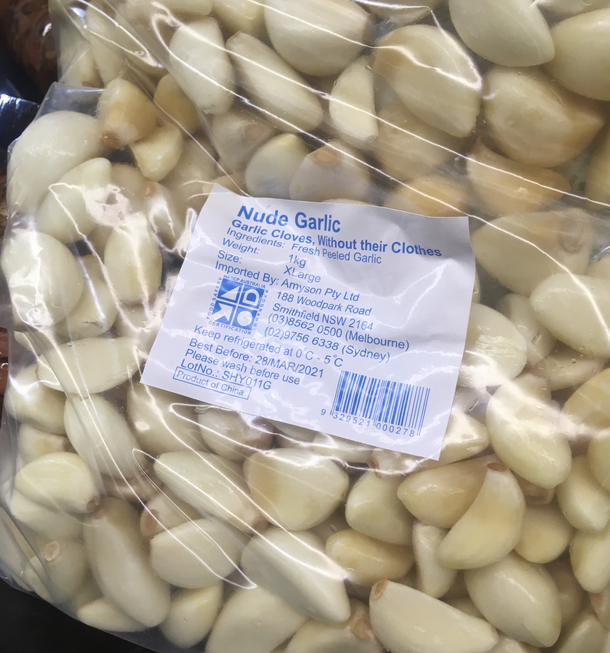 Nude Garlic
Garlic Cloves, Without their Clothes
Ingredients: Fresh Peeled Garlic
Weight: 1kg
Size: XLarge
Imported By: Amyson Pty Ltd
188 Woodpark Road
Smithfield NSW 2164
(03)8562 0500 (Melbourne)
(02)9756 6338 (Sydney)
CERTIFICATION
Keep refrigerated at 0˚C - 5˚C
Best Before: 28/MAR/2021
Please wash before use
LotNo.: SHY011G
Product of China
9 329521 000278